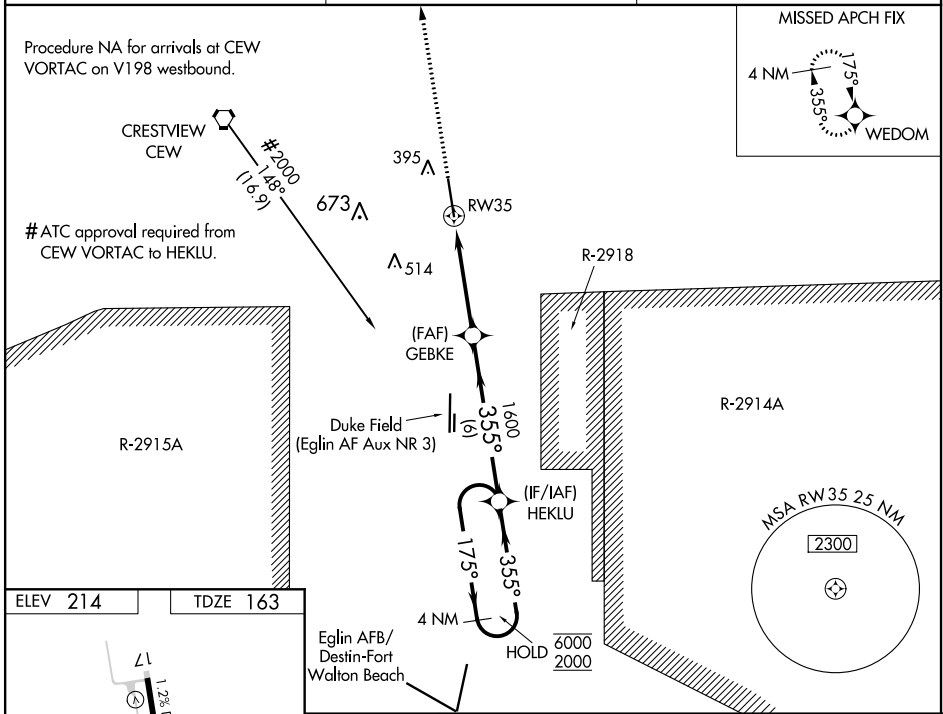 Procedure NA for arrivals at CEW
VORTAC on V198 westbound.
MISSED APCH FIX
4 NM
175°
355°
WEDOM
CRESTVIEW
CEW
#2000
148°
(16.9)
395
673
RW35
#ATC approval required from
CEW VORTAC to HEKLU.
514
R-2918
(FAF)
GEBKE
R-2914A
1600
355°
(6)
Duke Field
(Eglin AF Aux NR 3)
R-2915A
(IF/IAF)
HEKLU
MSA RW35 25 NM
2300
175°
355°
ELEV 214
TDZE 163
4 NM
HOLD
6000
2000
Eglin AFB/
Destin-Fort
Walton Beach
17
1.2%